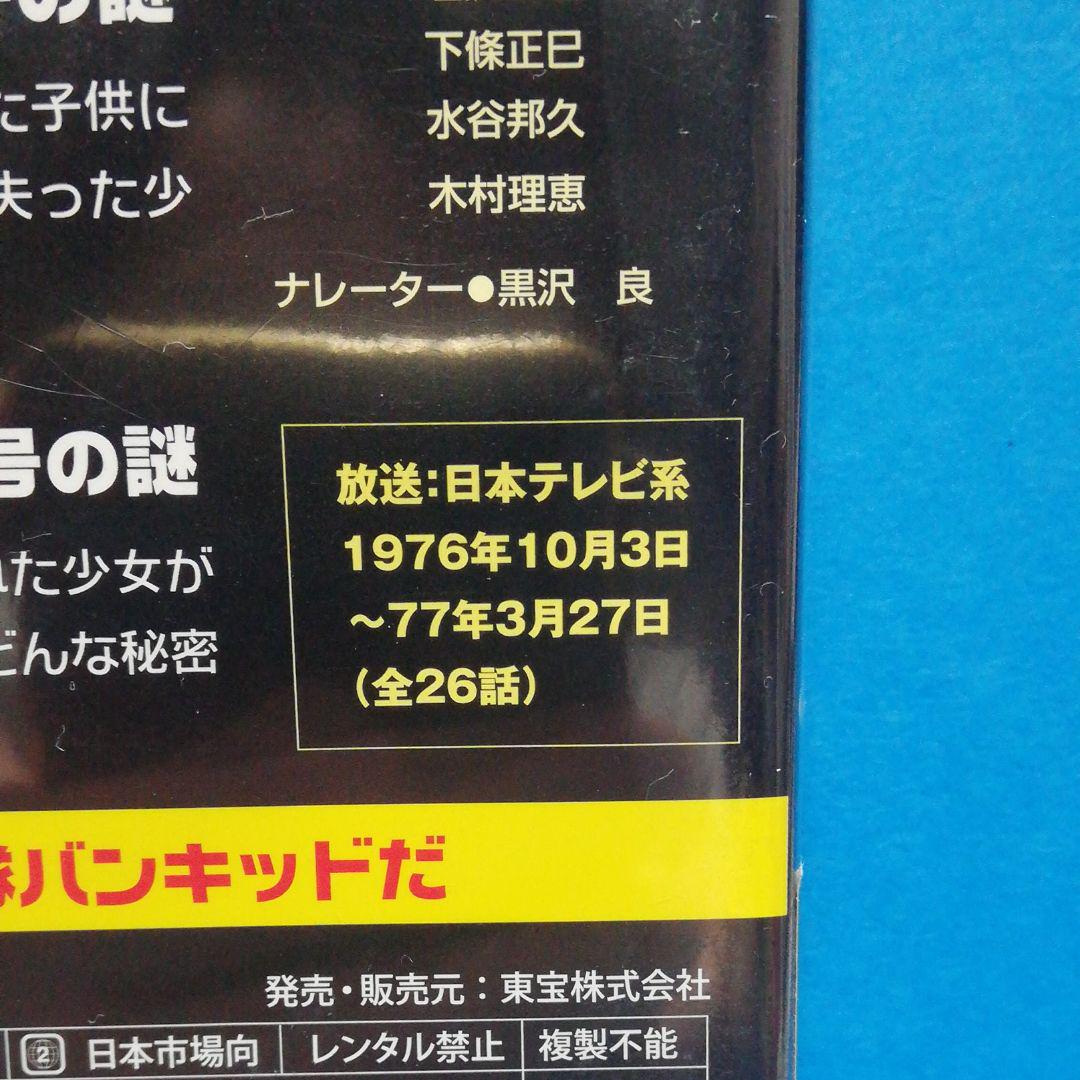 の謎
下條正巳
た子供に
水谷邦久
失った少
木村理恵
ナレーター●黒沢 良
号の謎
放送:日本テレビ系
1976年10月3日
～77年3月27日
(全26話)
れた少女が
どんな秘密
隊バンキッドだ
発売・販売元：東宝株式会社
2 日本市場向 レンタル禁止 複製不能